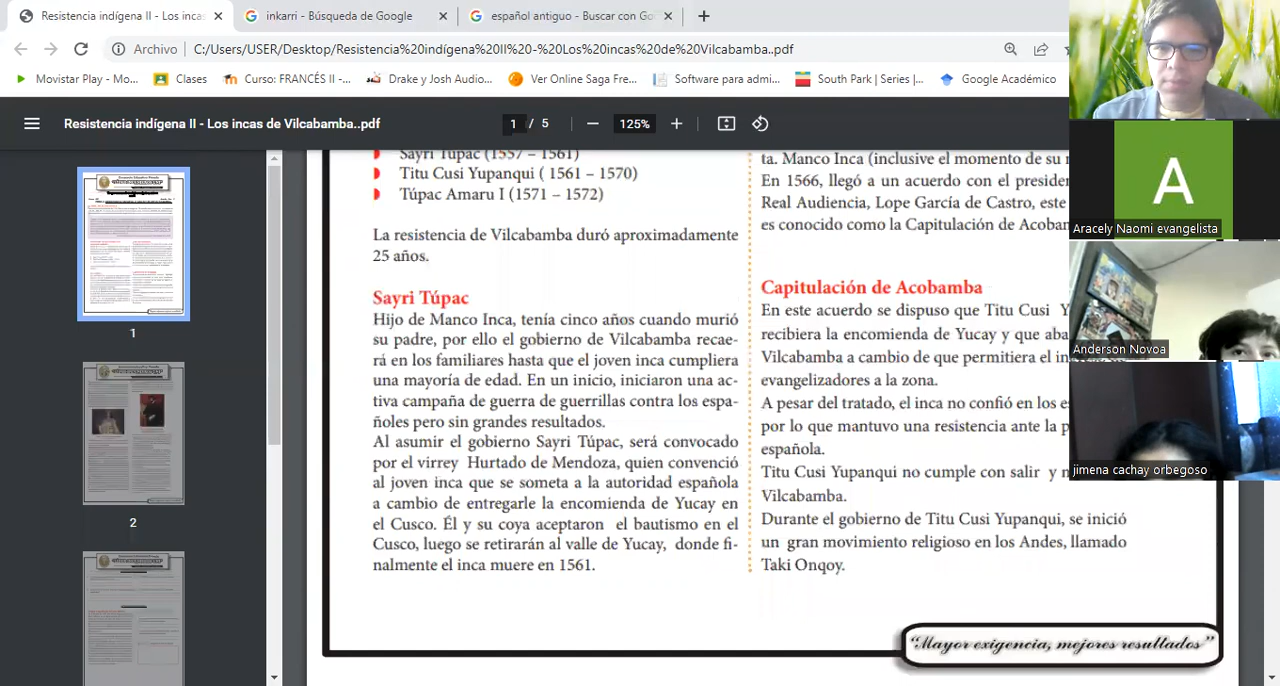 Resistencia indígena II - Los incas
inkarri - Búsqueda de Google
español antiguo - Buscar con Go
Archivo
C:/Users/USER/Desktop/Resistencia%20indígena%20II%20-%20Los%20incas%20de%20Vilcabamba..pdf
Movistar Play - Mo...
Clases
Curso: FRANCÉS II -...
Drake y Josh Audio...
Ver Online Saga Fre...
Software para admi...
South Park | Series |...
Google Académico
Resistencia indígena II - Los incas de Vilcabamba..pdf
1 / 5
125%
1
2
Sayri Túpac (1557 – 1561)
Titu Cusi Yupanqui ( 1561 – 1570)
Túpac Amaru I (1571 – 1572)
La resistencia de Vilcabamba duró aproximadamente
25 años.
Sayri Túpac
Hijo de Manco Inca, tenía cinco años cuando murió
su padre, por ello el gobierno de Vilcabamba recae-
rá en los familiares hasta que el joven inca cumpliera
una mayoría de edad. En un inicio, iniciaron una ac-
tiva campaña de guerra de guerrillas contra los espa-
ñoles pero sin grandes resultados.
Al asumir el gobierno Sayri Túpac, será convocado
por el virrey Hurtado de Mendoza, quien convenció
al joven inca que se someta a la autoridad española
a cambio de entregarle la encomienda de Yucay en
el Cusco. Él y su coya aceptaron el bautismo en el
Cusco, luego se retirarán al valle de Yucay, donde fi-
nalmente el inca muere en 1561.
ta. Manco Inca (inclusive el momento de su
En 1566, llegó a un acuerdo con el presiden
Real Audiencia, Lope García de Castro, este
es conocido como la Capitulación de Acobam
Capitulación de Acobamba
En este acuerdo se dispuso que Titu Cusi Y
recibiera la encomienda de Yucay y que aba
Vilcabamba a cambio de que permitiera el in
evangelizadores a la zona.
A pesar del tratado, el inca no confió en los es
por lo que mantuvo una resistencia ante la p
española.
Titu Cusi Yupanqui no cumple con salir y
Vilcabamba.
Durante el gobierno de Titu Cusi Yupanqui, se inició
un gran movimiento religioso en los Andes, llamado
Taki Onqoy.
“Mayor exigencia, mejores resultados”
A
Aracely Naomi evangelista
Anderson Novoa
jimena cachay orbegoso